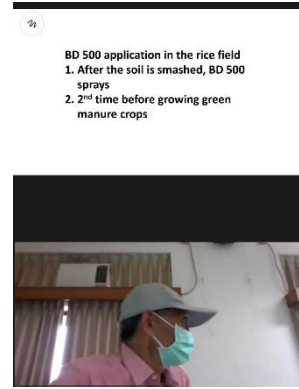 BD 500 application in the rice field
1. After the soil is smashed, BD 500
sprays
2. 2nd time before growing green
manure crops